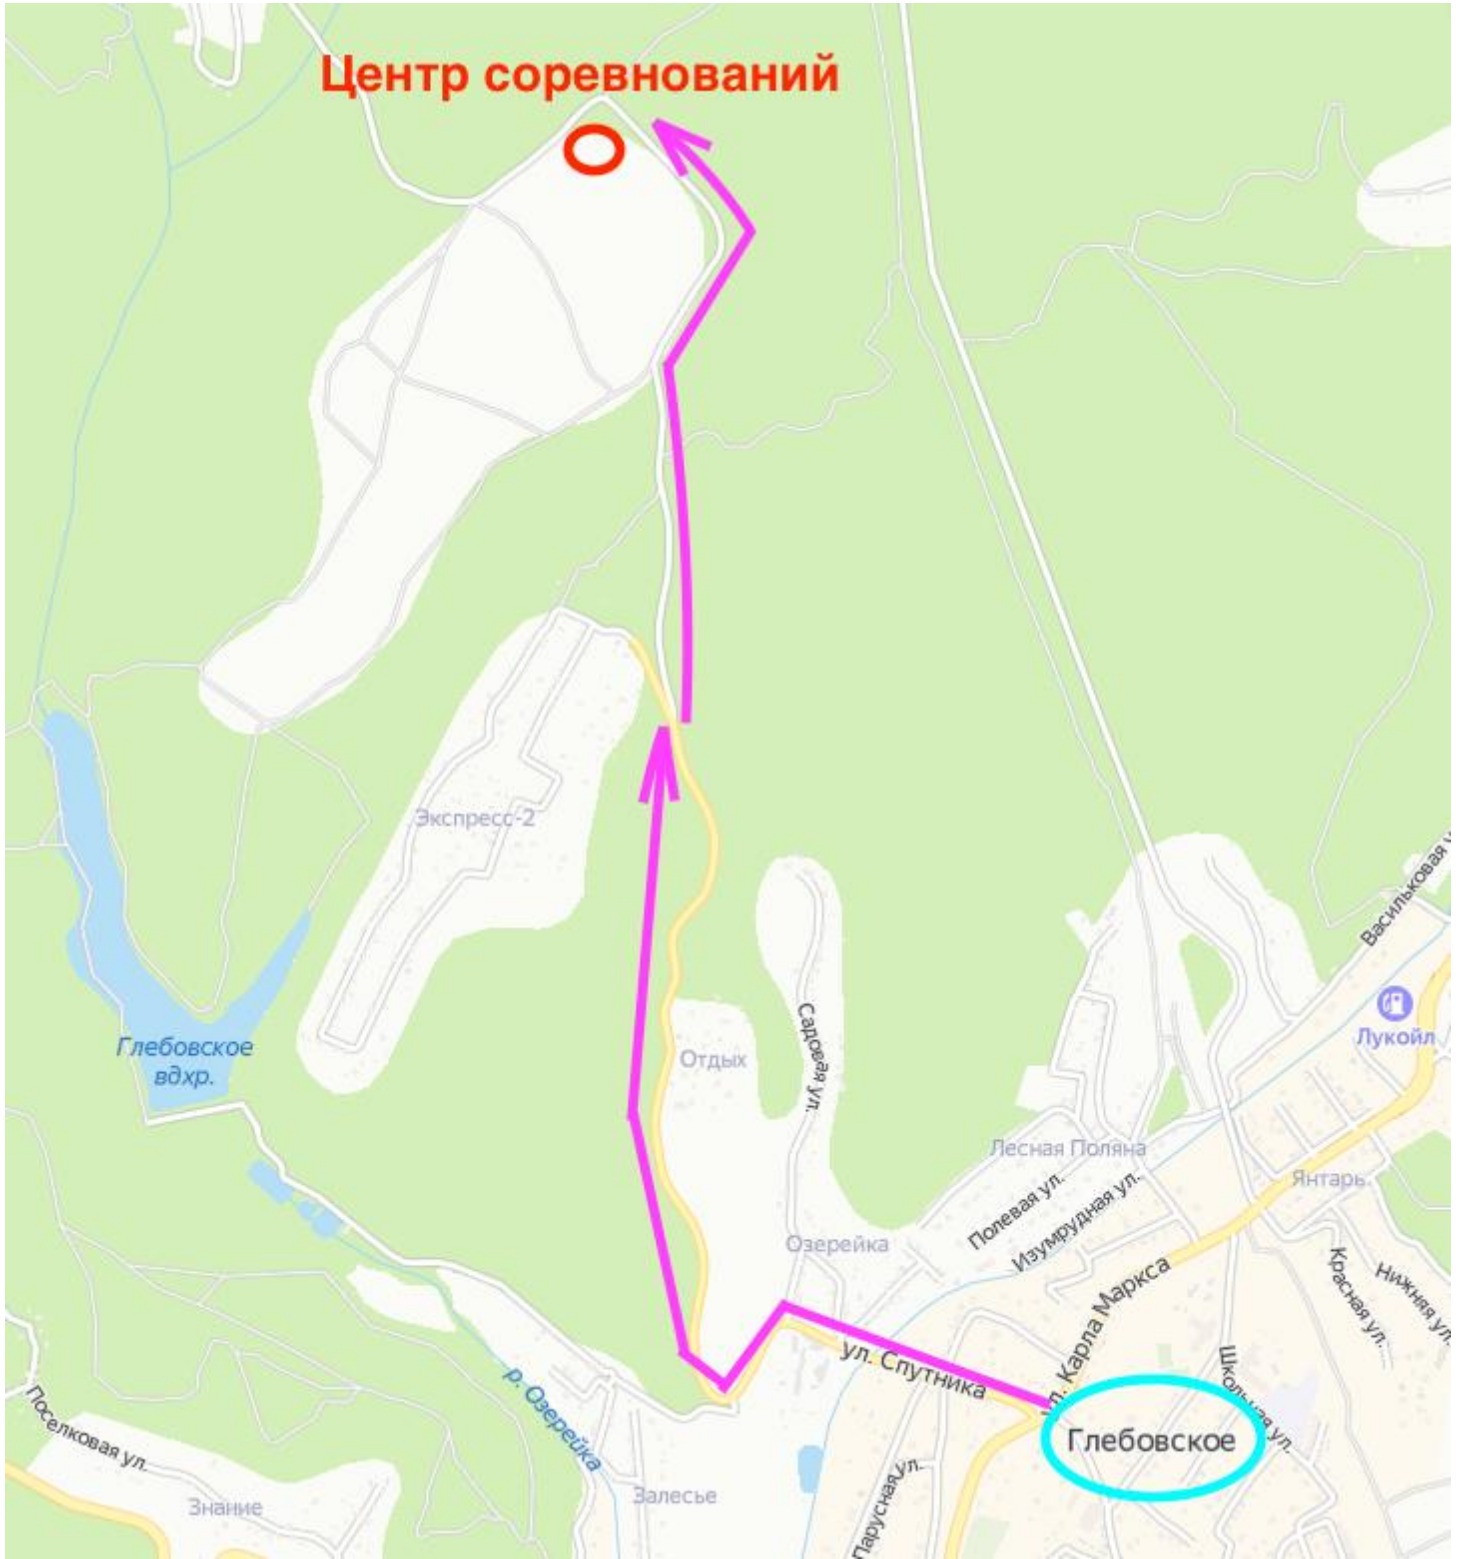 Центр соревнований
Экспресс-2
Васильковая
Садовая ул.
Лукойл
Глебовское
вдхр.
Отдых
Лесная Поляна
Янтарь
Полевая ул.
Изумрудная ул.
Озерейка
ул. Карла Маркса
Красная ул.
Нижняя ул.
ул. Спутника
Школьная ул.
р. Озерейка
Поселковая ул.
Глебовское
Парусная ул.
Залесье
Знание